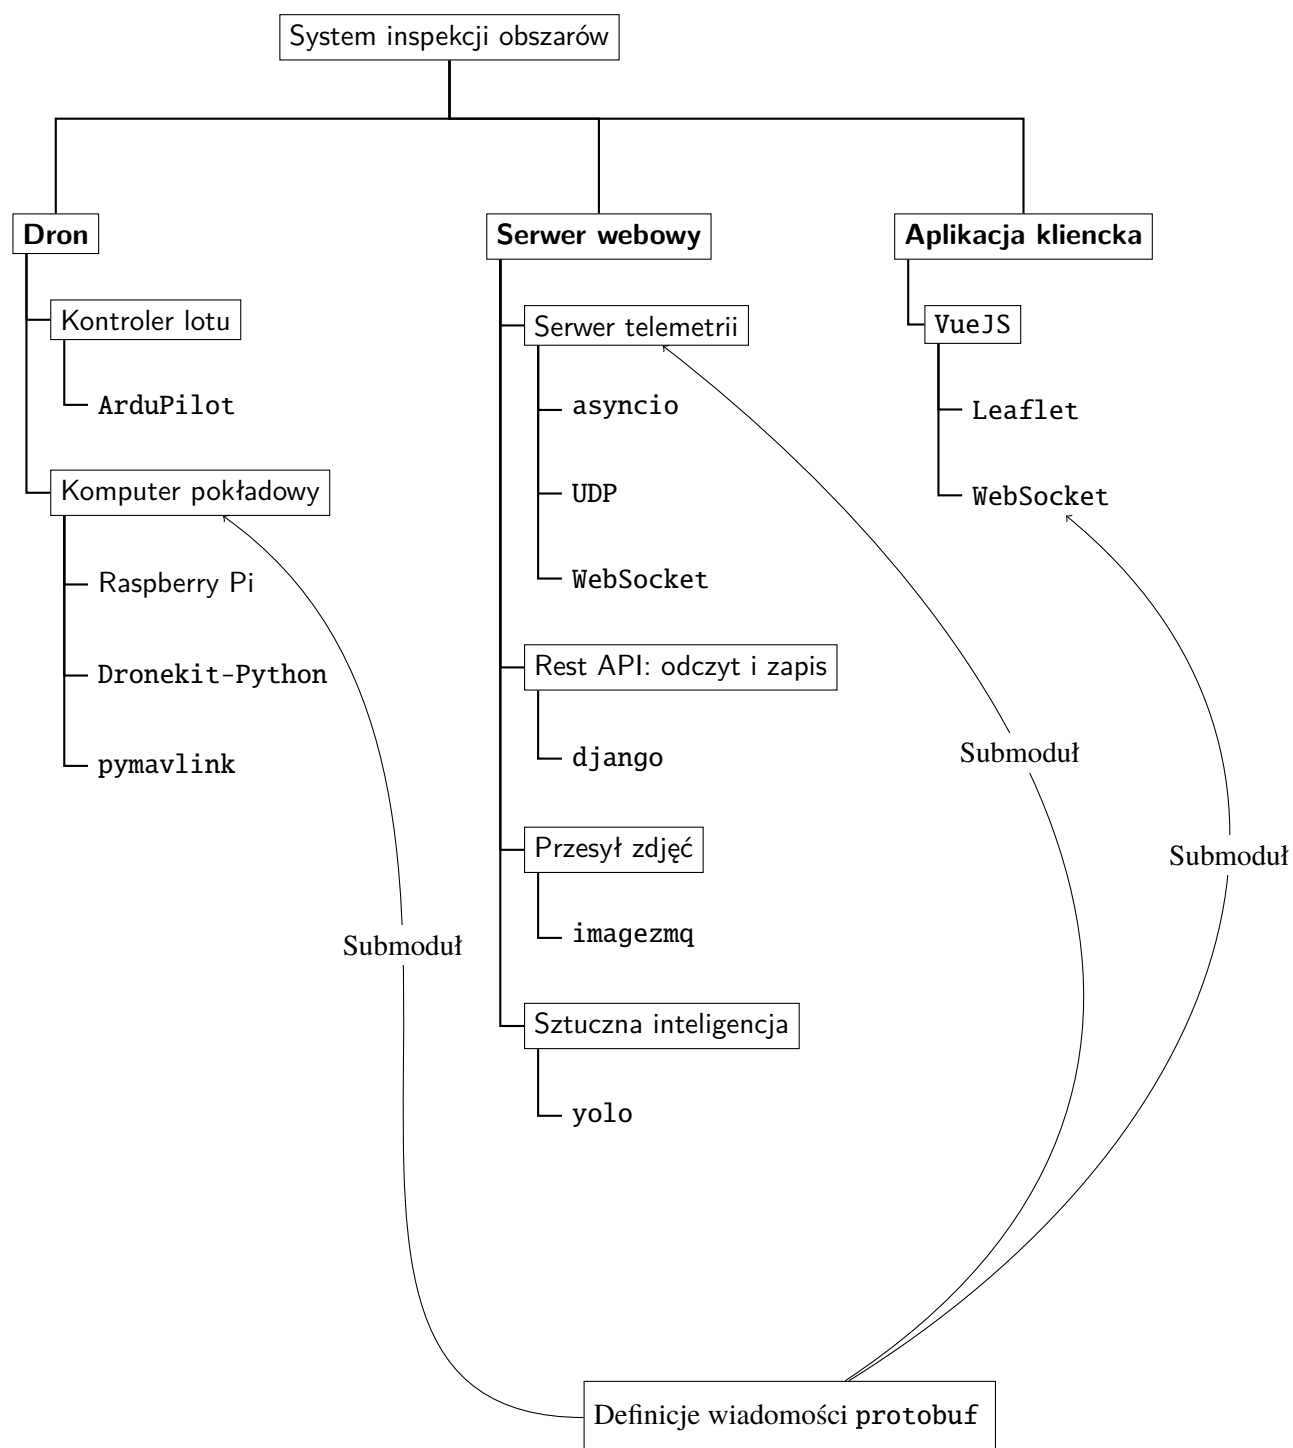 System inspekcji obszarów
Dron
Kontroler lotu
ArduPilot
Komputer pokładowy
Raspberry Pi
Dronekit-Python
pymavlink
Serwer webowy
Serwer telemetrii
asyncio
UDP
WebSocket
Rest API: odczyt i zapis
django
Przesył zdjęć
imagezmq
Sztuczna inteligencja
yolo
Aplikacja kliencka
VueJS
Leaflet
WebSocket
Submoduł
Submoduł
Submoduł
Definicje wiadomości protobuf